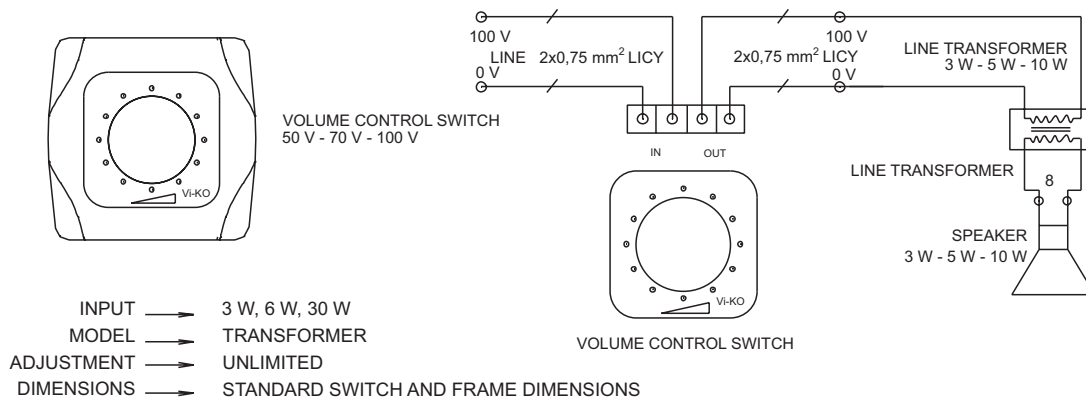 Vi-KO
VOLUME CONTROL SWITCH
50 V - 70 V - 100 V
100 V
LINE 2x0,75 mm² LICY
0 V
100 V
2x0,75 mm² LICY
0 V
LINE TRANSFORMER
3 W - 5 W - 10 W
IN OUT
LINE TRANSFORMER
8
SPEAKER
3 W - 5 W - 10 W
Vi-KO
VOLUME CONTROL SWITCH
INPUT 3 W, 6 W, 30 W
MODEL TRANSFORMER
ADJUSTMENT UNLIMITED
DIMENSIONS STANDARD SWITCH AND FRAME DIMENSIONS